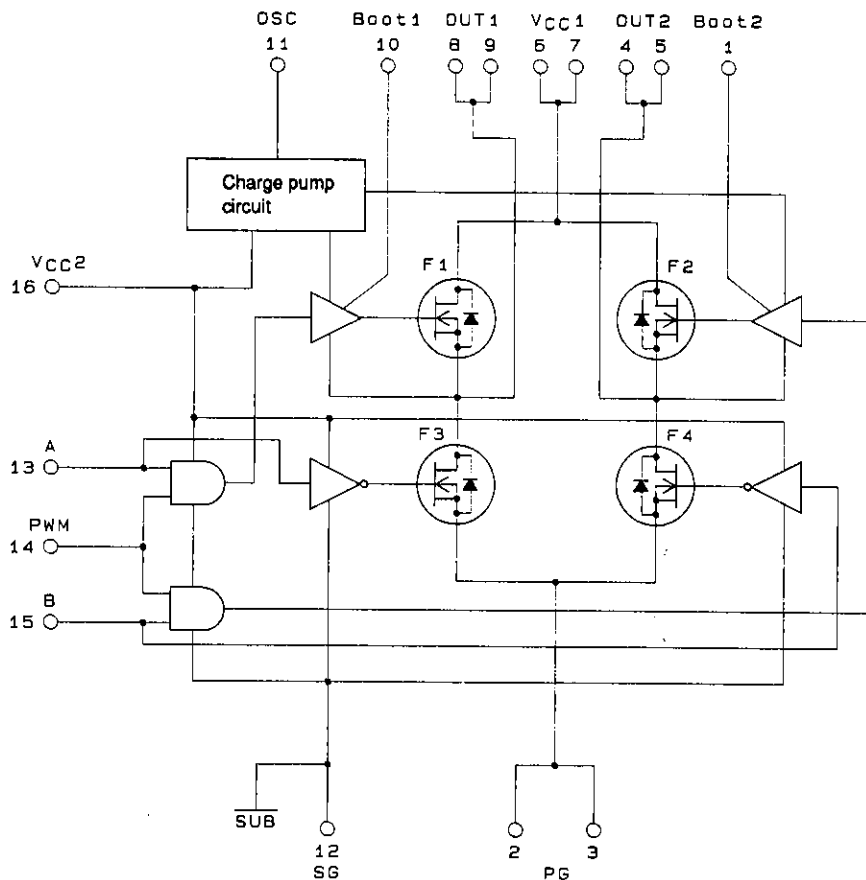 OSC Boot1 OUT1 VCC1 OUT2 Boot2
11 10 8 9 6 7 4 5 1
Charge pump
circuit
VCC2
16
F1 F2
A
13
F3 F4
PWM
14
B
15
SUB
12 2 3
SG PG